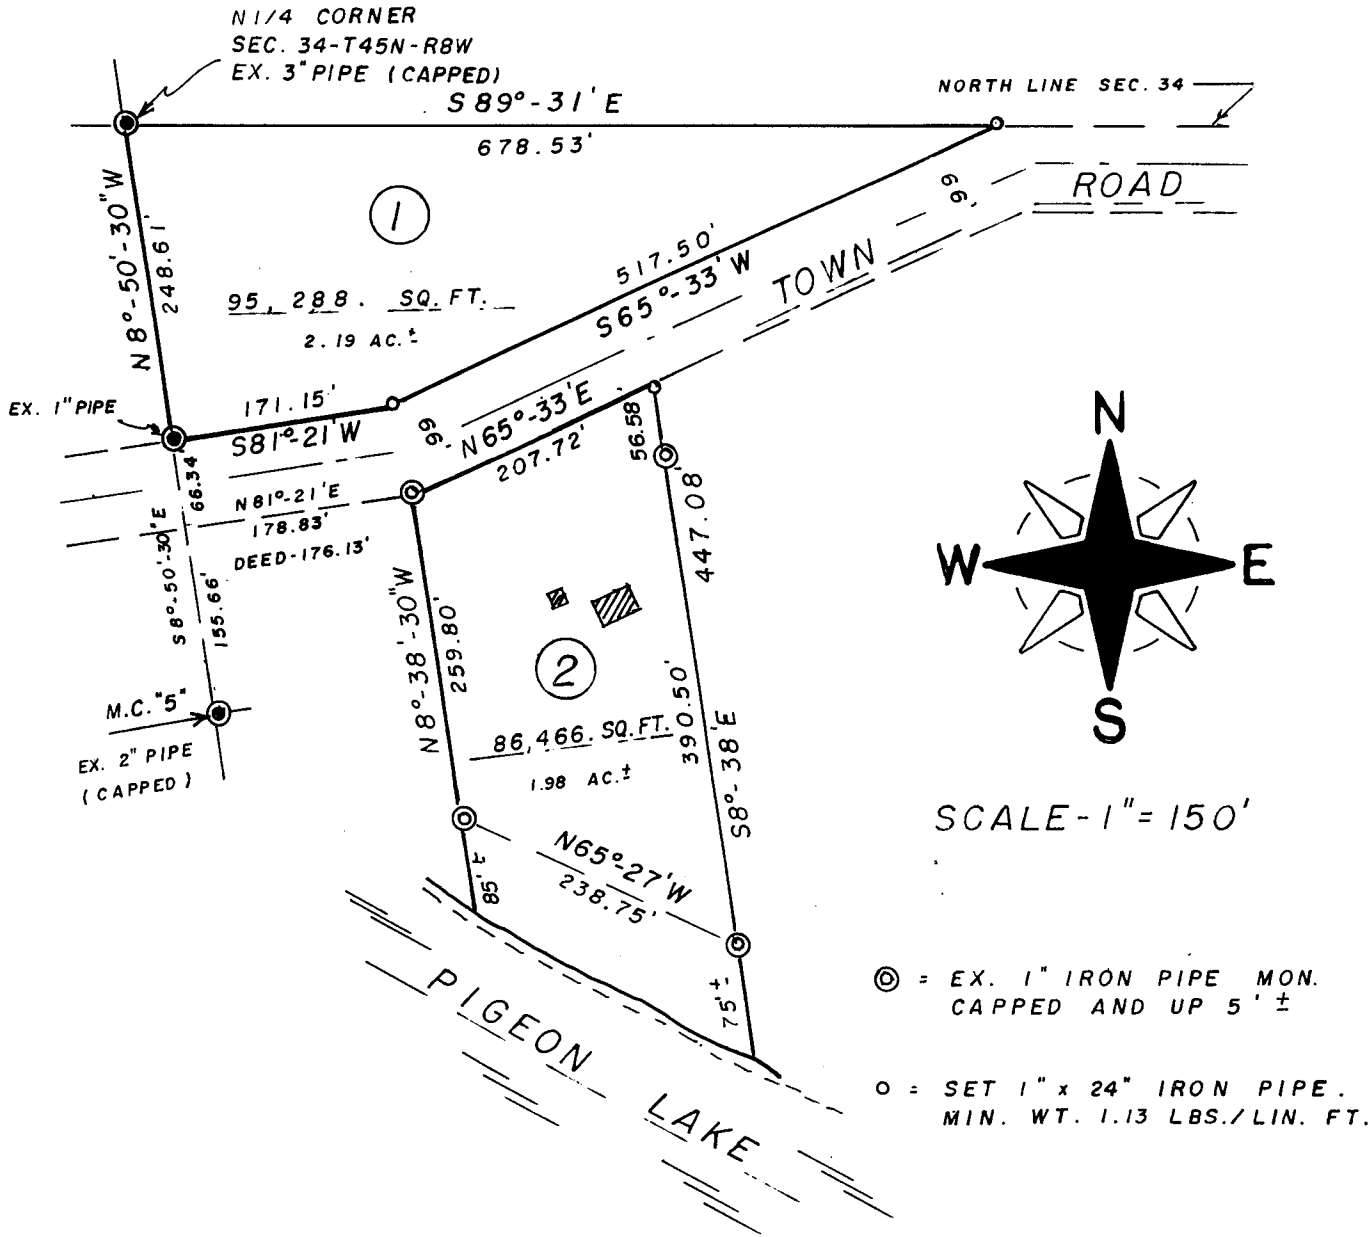 N 1/4 CORNER
SEC. 34-T45N-R8W
EX. 3" PIPE (CAPPED)
S 89°-31' E
678.53'
NORTH LINE SEC. 34
ROAD
66'
TOWN
N 8°-50'-30" W
248.61'
1
95,288. SQ. FT.
2.19 AC.±
517.50'
S 65°-33' W
EX. 1" PIPE
171.15'
S 81°-21' W
66'
N 65°-33' E
207.72'
56.58
66.34
N 81°-21' E
178.83'
DEED-176.13'
S 8°-50'-30" E
155.66'
M.C. "5"
EX. 2" PIPE
(CAPPED)
N 8°-38'-30" W
259.80'
447.08'
390.50'
S 8°-38' E
2
86,466. SQ. FT.
1.98 AC.±
N 65°-27' W
238.75'
85'±
75'±
PIGEON LAKE
N
W
E
S
SCALE - 1" = 150'
= EX. 1" IRON PIPE MON.
CAPPED AND UP 5' ±
= SET 1" x 24" IRON PIPE.
MIN. WT. 1.13 LBS./LIN. FT.